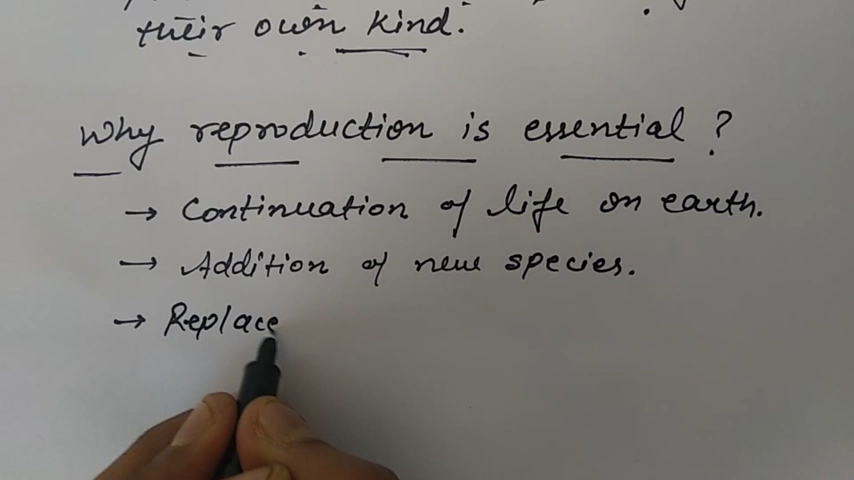 their own kind.
Why reproduction is essential ?
→ Continuation of life on earth.
→ Addition of new species.
→ Replace